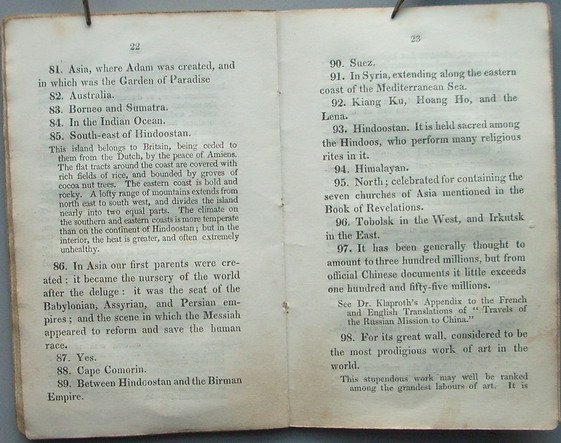 22
81. Asia, where Adam was created, and
in which was the Garden of Paradise
82. Australia.
83. Borneo and Sumatra.
84. In the Indian Ocean.
85. South-east of Hindoostan.
This island belongs to Britain, being ceded to
them from the Dutch, by the peace of Amiens.
The flat tracts around the coast are covered with
rich fields of rice, and bounded by groves of
cocoa nut trees. The eastern coast is bold and
rocky. A lofty range of mountains extends from
north east to south west, and divides the island
nearly into two equal parts. The climate on
the southern and eastern coasts is more temperate
than on the continent of Hindoostan; but in the
interior, the heat is greater, and often extremely
unhealthy.
86. In Asia our first parents were cre-
ated; it became the nursery of the world
after the deluge: it was the seat of the
Babylonian, Assyrian, and Persian em-
pires; and the scene in which the Messiah
appeared to reform and save the human
race.
87. Yes.
88. Cape Comorin.
89. Between Hindoostan and the Birman
Empire.
23
90. Suez.
91. In Syria, extending along the eastern
coast of the Mediterranean Sea.
92. Kiang Ku, Hoang Ho, and the
Lena.
93. Hindoostan. It is held sacred among
the Hindoos, who perform many religious
rites in it.
94. Himalayan.
95. North; celebrated for containing the
seven churches of Asia mentioned in the
Book of Revelations.
96. Tobolsk in the West, and Irkutsk
in the East.
97. It has been generally thought to
amount to three hundred millions, but from
official Chinese documents it little exceeds
one hundred and fifty-five millions.
See Dr. Klaproth's Appendix to the French
and English Translations of "Travels of
the Russian Mission to China."
98. For its great wall, considered to be
the most prodigious work of art in the
world.
This stupendous work may well be ranked
among the grandest labours of art. It is